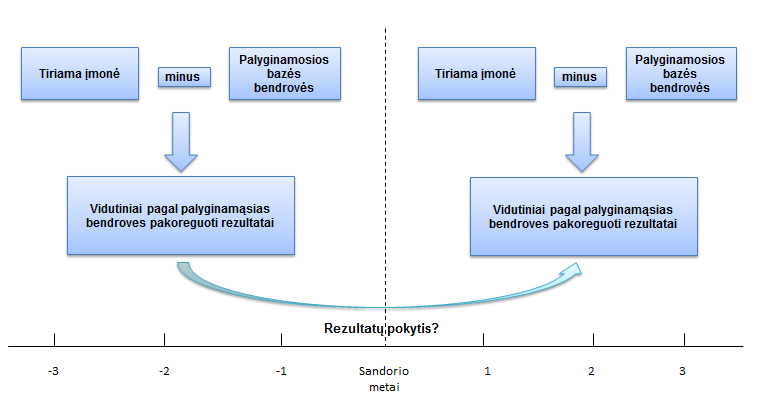 Tiriama įmonė
minus
Palyginamosios
bazės
bendrovės
Tiriama įmonė
minus
Palyginamosios
bazės
bendrovės
Vidutiniai pagal palyginamąsias
bendroves pakoreguoti rezultatai
Vidutiniai pagal palyginamąsias
bendroves pakoreguoti rezultatai
Rezultatų pokytis?
-3
-2
-1
Sandorio
metai
1
2
3